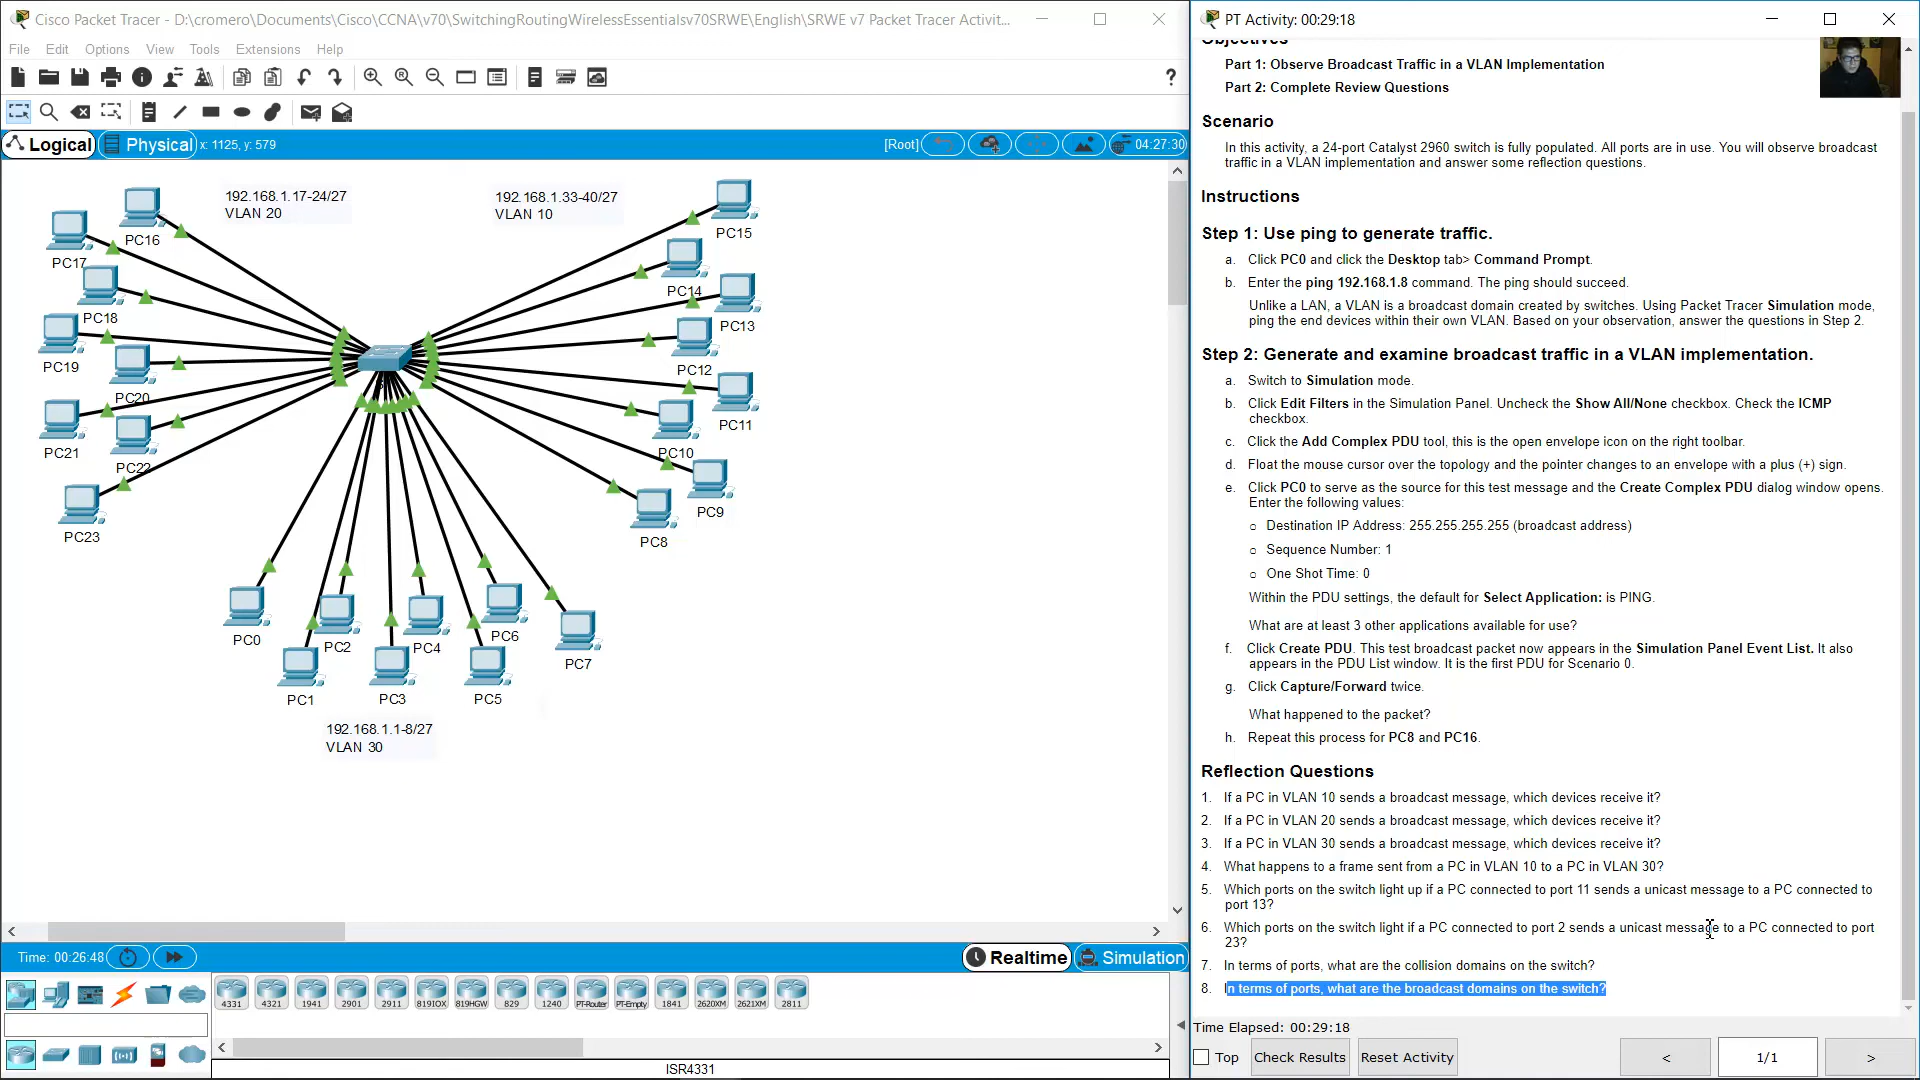 Cisco Packet Tracer - D:\cromero\Documents\Cisco\CCNA\v70\SwitchingRoutingWirelessEssentialsv70SRWE\English\SRWE v7 Packet Tracer Activit...
File Edit Options View Tools Extensions Help
?
Logical Physical x: 1125, y: 579 [Root] 04:27:30
192.168.1.17-24/27
VLAN 20
192.168.1.33-40/27
VLAN 10
PC16
PC15
PC17
PC14
PC18
PC13
PC19
PC12
PC20
PC11
PC21
PC10
PC22
PC9
PC23
PC8
PC0
PC2
PC4
PC6
PC7
PC1
PC3
PC5
192.168.1.1-8/27
VLAN 30
Time: 00:26:48
Realtime Simulation
4331 4321 1941 2901 2911 819IOX 819HGW 829 1240 PT-Router PT-Empty 1841 2620XM 2621XM 2811
ISR4331
PT Activity: 00:29:18
Objectives
Part 1: Observe Broadcast Traffic in a VLAN Implementation
Part 2: Complete Review Questions
Scenario
In this activity, a 24-port Catalyst 2960 switch is fully populated. All ports are in use. You will observe broadcast
traffic in a VLAN implementation and answer some reflection questions.
Instructions
Step 1: Use ping to generate traffic.
a. Click PC0 and click the Desktop tab> Command Prompt.
b. Enter the ping 192.168.1.8 command. The ping should succeed.
Unlike a LAN, a VLAN is a broadcast domain created by switches. Using Packet Tracer Simulation mode,
ping the end devices within their own VLAN. Based on your observation, answer the questions in Step 2.
Step 2: Generate and examine broadcast traffic in a VLAN implementation.
a. Switch to Simulation mode.
b. Click Edit Filters in the Simulation Panel. Uncheck the Show All/None checkbox. Check the ICMP
checkbox.
c. Click the Add Complex PDU tool, this is the open envelope icon on the right toolbar.
d. Float the mouse cursor over the topology and the pointer changes to an envelope with a plus (+) sign.
e. Click PC0 to serve as the source for this test message and the Create Complex PDU dialog window opens.
Enter the following values:
o Destination IP Address: 255.255.255.255 (broadcast address)
o Sequence Number: 1
o One Shot Time: 0
Within the PDU settings, the default for Select Application: is PING.
What are at least 3 other applications available for use?
f. Click Create PDU. This test broadcast packet now appears in the Simulation Panel Event List. It also
appears in the PDU List window. It is the first PDU for Scenario 0.
g. Click Capture/Forward twice.
What happened to the packet?
h. Repeat this process for PC8 and PC16.
Reflection Questions
1. If a PC in VLAN 10 sends a broadcast message, which devices receive it?
2. If a PC in VLAN 20 sends a broadcast message, which devices receive it?
3. If a PC in VLAN 30 sends a broadcast message, which devices receive it?
4. What happens to a frame sent from a PC in VLAN 10 to a PC in VLAN 30?
5. Which ports on the switch light up if a PC connected to port 11 sends a unicast message to a PC connected to
port 13?
6. Which ports on the switch light if a PC connected to port 2 sends a unicast message to a PC connected to port
23?
7. In terms of ports, what are the collision domains on the switch?
8. In terms of ports, what are the broadcast domains on the switch?
Time Elapsed: 00:29:18
Top Check Results Reset Activity < 1/1 >